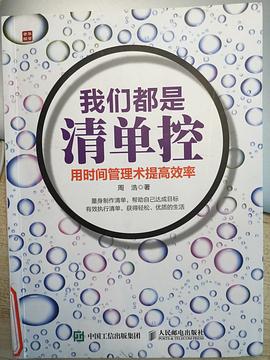 我们都是
清单控
用时间管理术提高效率
周 浩◎著
量身制作清单，帮助自己达成目标
有效执行清单，获得轻松、优质的生活
中国工信出版集团
人民邮电出版社